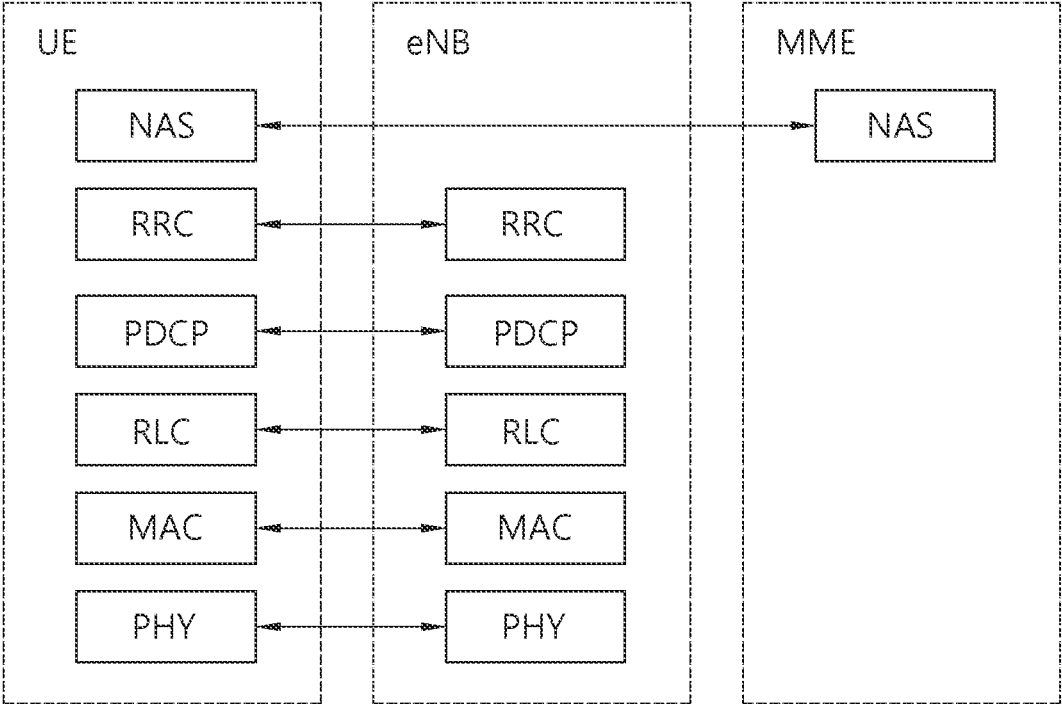 UE eNB MME
NAS NAS
RRC RRC
PDCP PDCP
RLC RLC
MAC MAC
PHY PHY